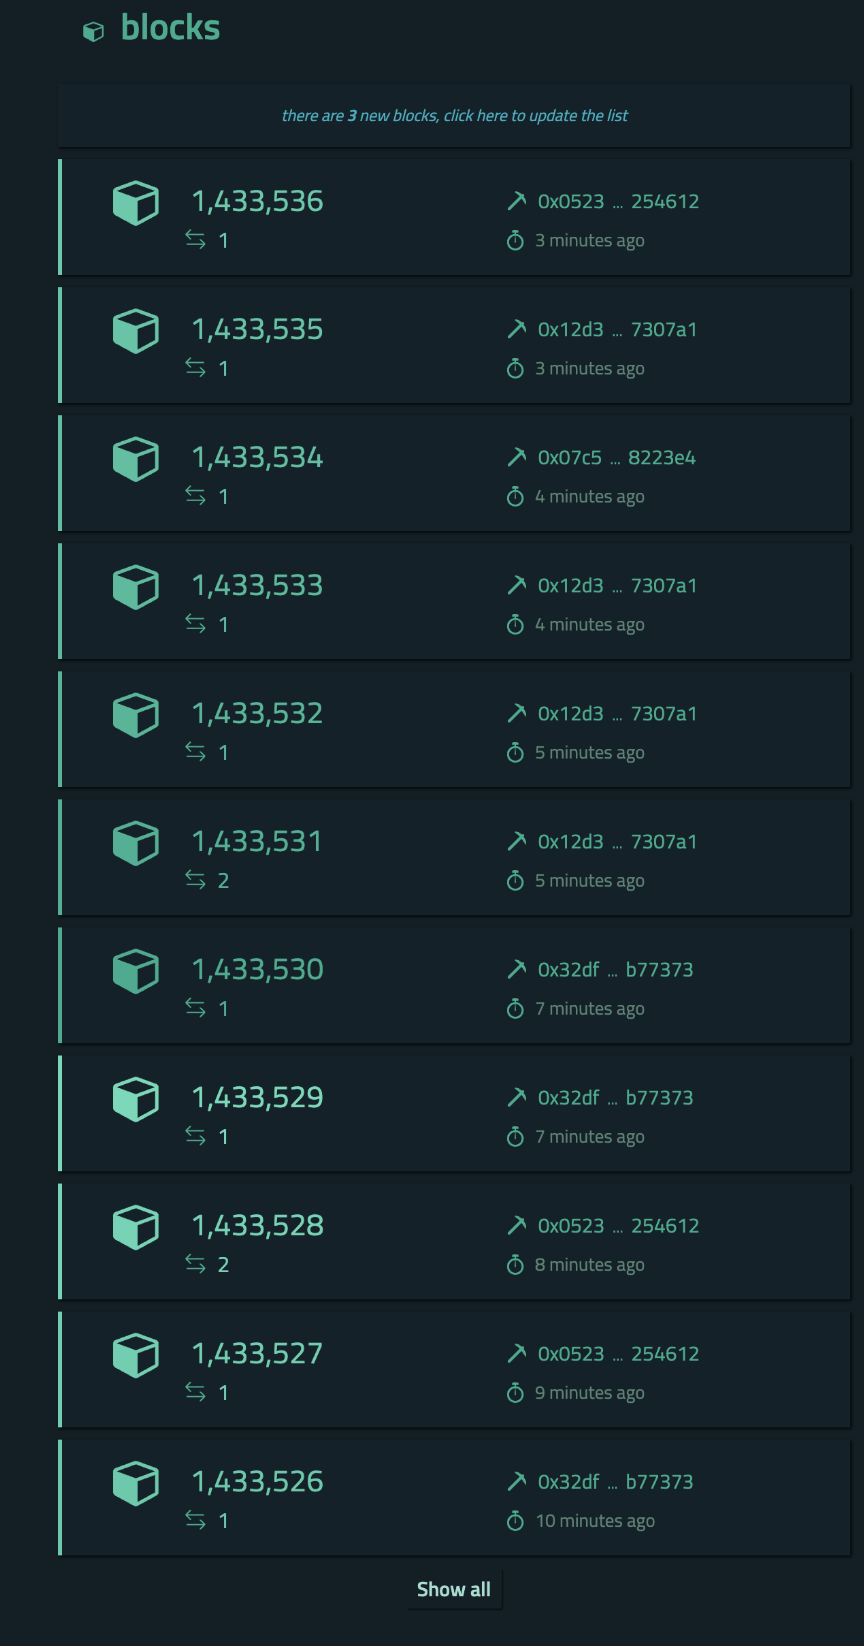 blocks
there are 3 new blocks, click here to update the list
1,433,536 0x0523 ... 254612
1 3 minutes ago
1,433,535 0x12d3 ... 7307a1
1 3 minutes ago
1,433,534 0x07c5 ... 8223e4
1 4 minutes ago
1,433,533 0x12d3 ... 7307a1
1 4 minutes ago
1,433,532 0x12d3 ... 7307a1
1 5 minutes ago
1,433,531 0x12d3 ... 7307a1
2 5 minutes ago
1,433,530 0x32df ... b77373
1 7 minutes ago
1,433,529 0x32df ... b77373
1 7 minutes ago
1,433,528 0x0523 ... 254612
2 8 minutes ago
1,433,527 0x0523 ... 254612
1 9 minutes ago
1,433,526 0x32df ... b77373
1 10 minutes ago
Show all